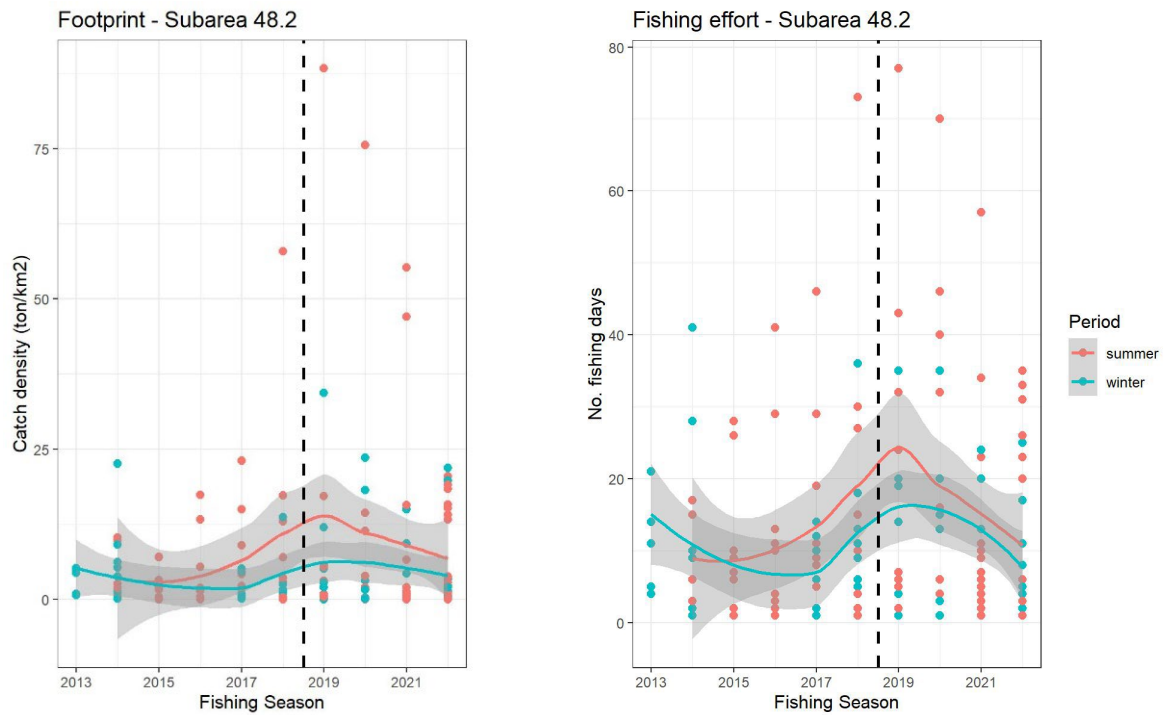 Footprint - Subarea 48.2
Catch density (ton/km2)
75
50
25
0
2013
2015
2017
2019
2021
Fishing Season
Fishing effort - Subarea 48.2
No. fishing days
80
60
40
20
0
2013
2015
2017
2019
2021
Fishing Season
Period
summer
winter